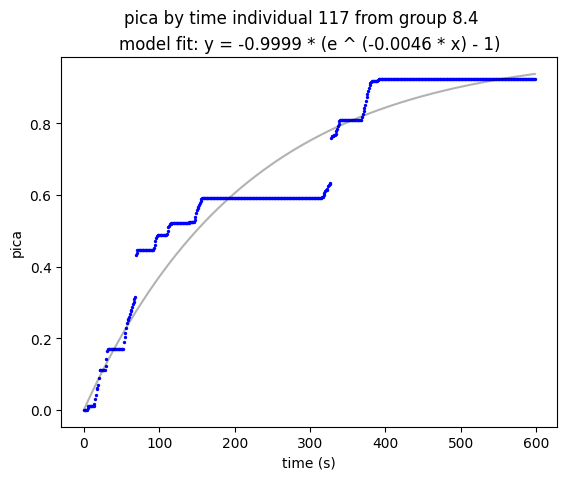 pica by time individual 117 from group 8.4
model fit: y = -0.9999 * (e ^ (-0.0046 * x) - 1)
0.8
0.6
0.4
0.2
0.0
pica
0 100 200 300 400 500 600
time (s)